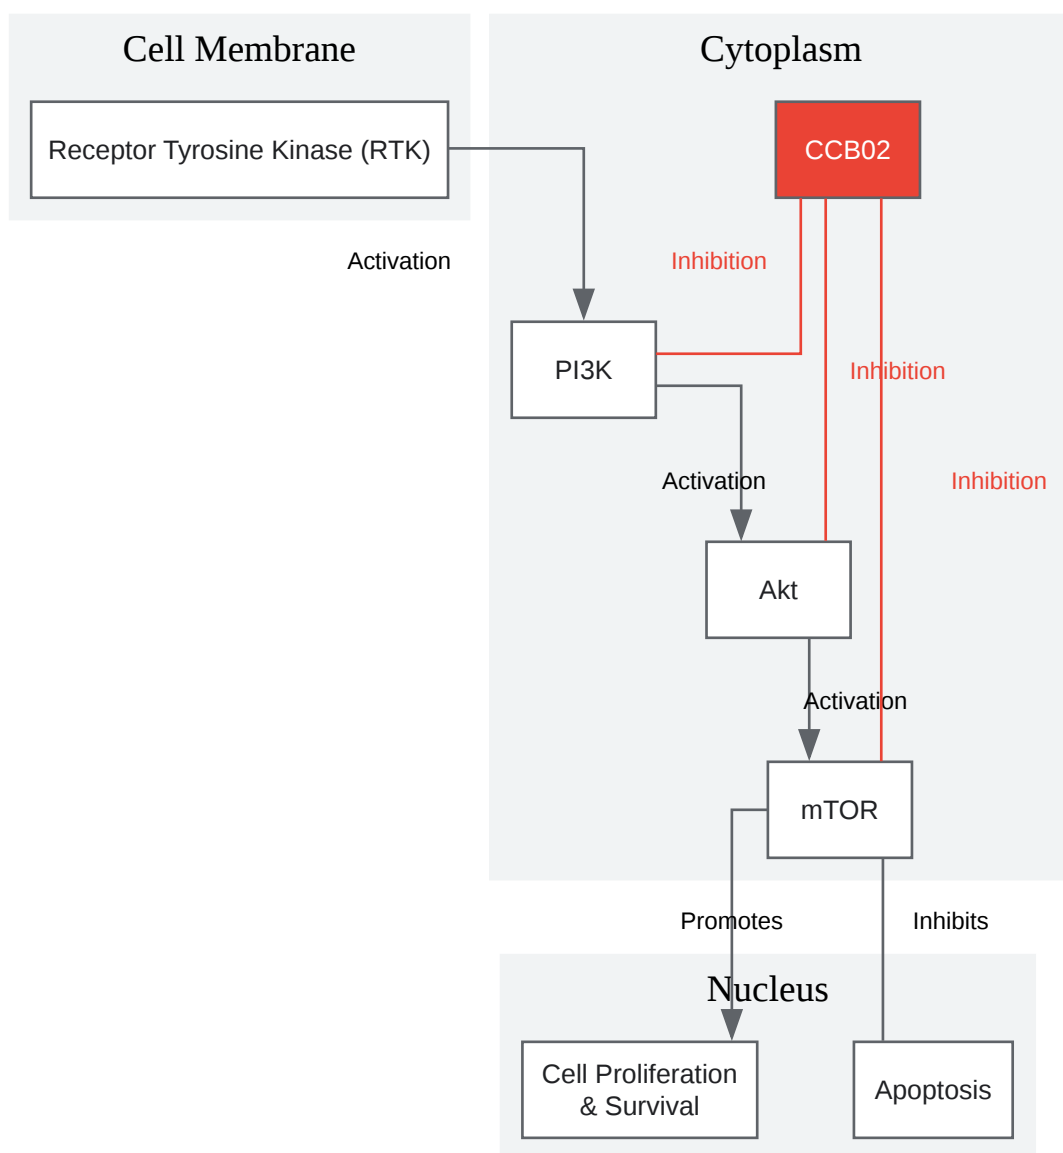 Cell Membrane
Cytoplasm
Receptor Tyrosine Kinase (RTK)
CCB02
Activation
Inhibition
PI3K
Inhibition
Activation
Inhibition
Akt
Activation
mTOR
Promotes
Inhibits
Nucleus
Cell Proliferation
& Survival
Apoptosis